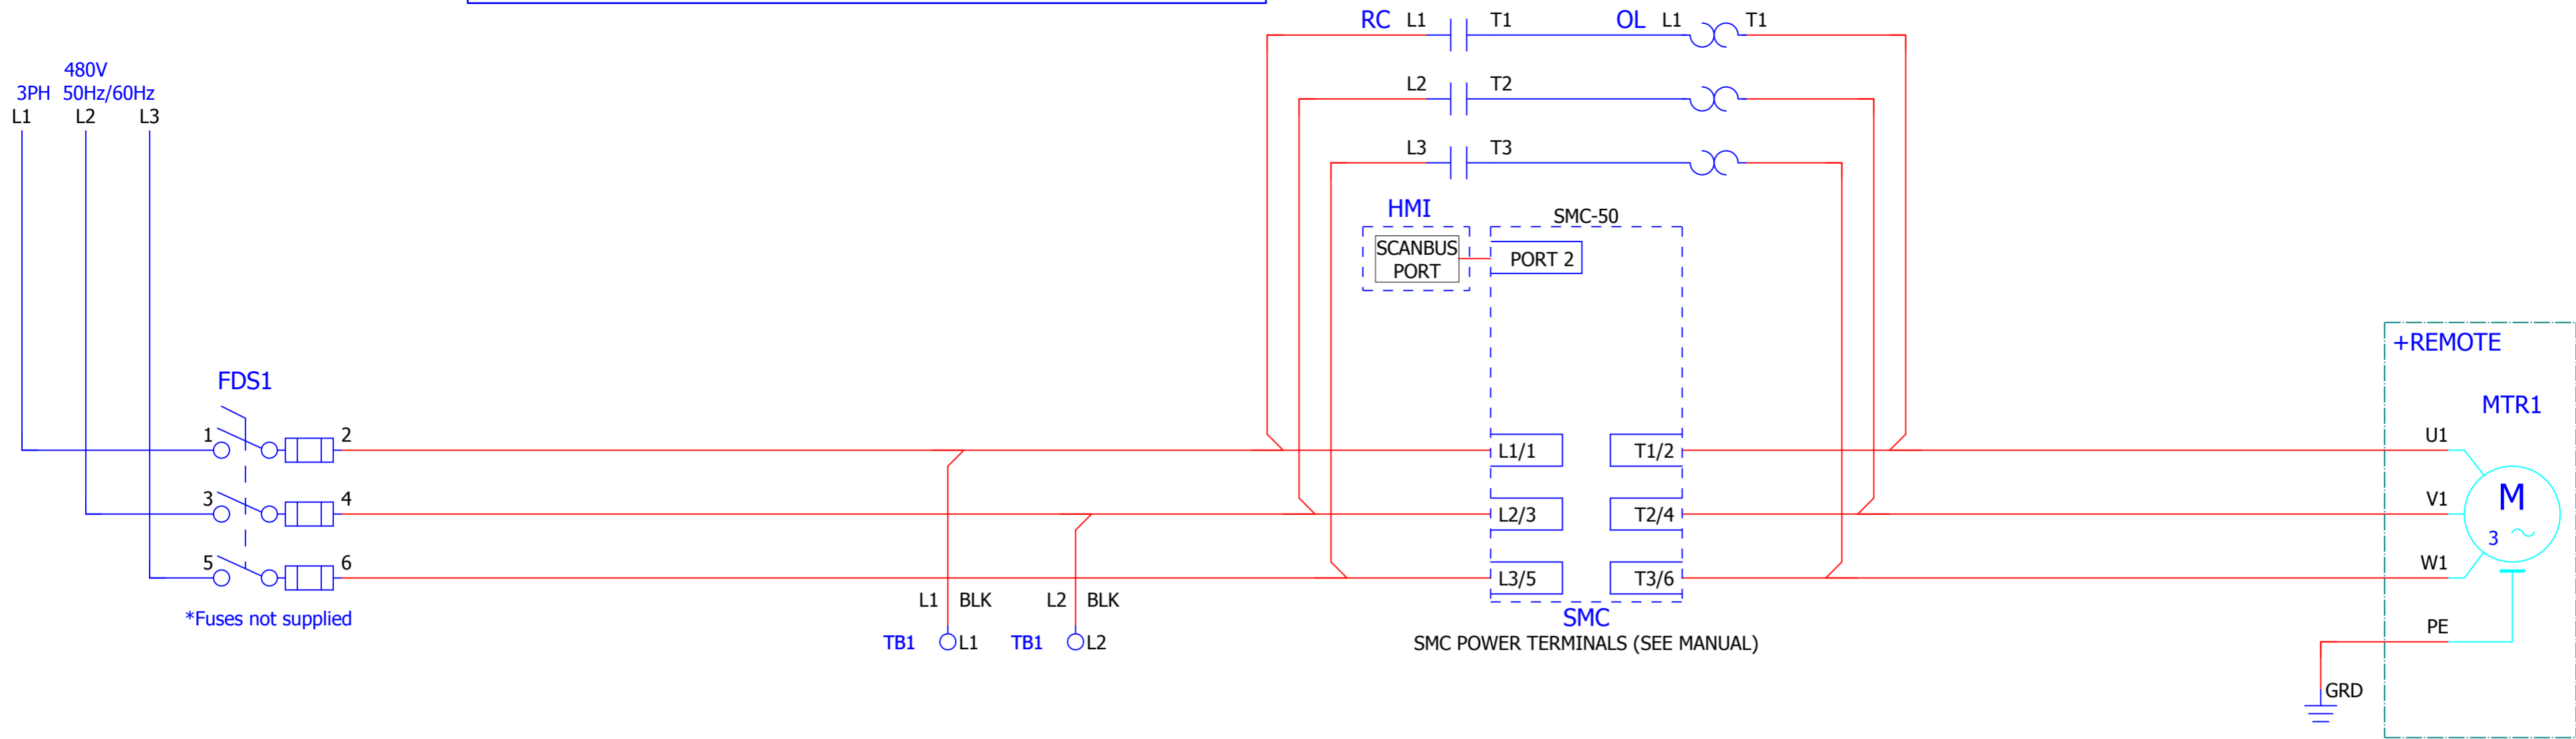 RC L1 T1 OL L1 T1
480V
3PH 50Hz/60Hz
L1 L2 L3
L2 T2
L3 T3
HMI
SMC-50
SCANBUS
PORT
PORT 2
+REMOTE
FDS1
MTR1
1 2
L1/1 T1/2
U1
3 4
L2/3 T2/4
V1
M
3
5 6
L3/5 T3/6
W1
L1 BLK L2 BLK
*Fuses not supplied
SMC
PE
TB1 L1 TB1 L2
SMC POWER TERMINALS (SEE MANUAL)
GRD